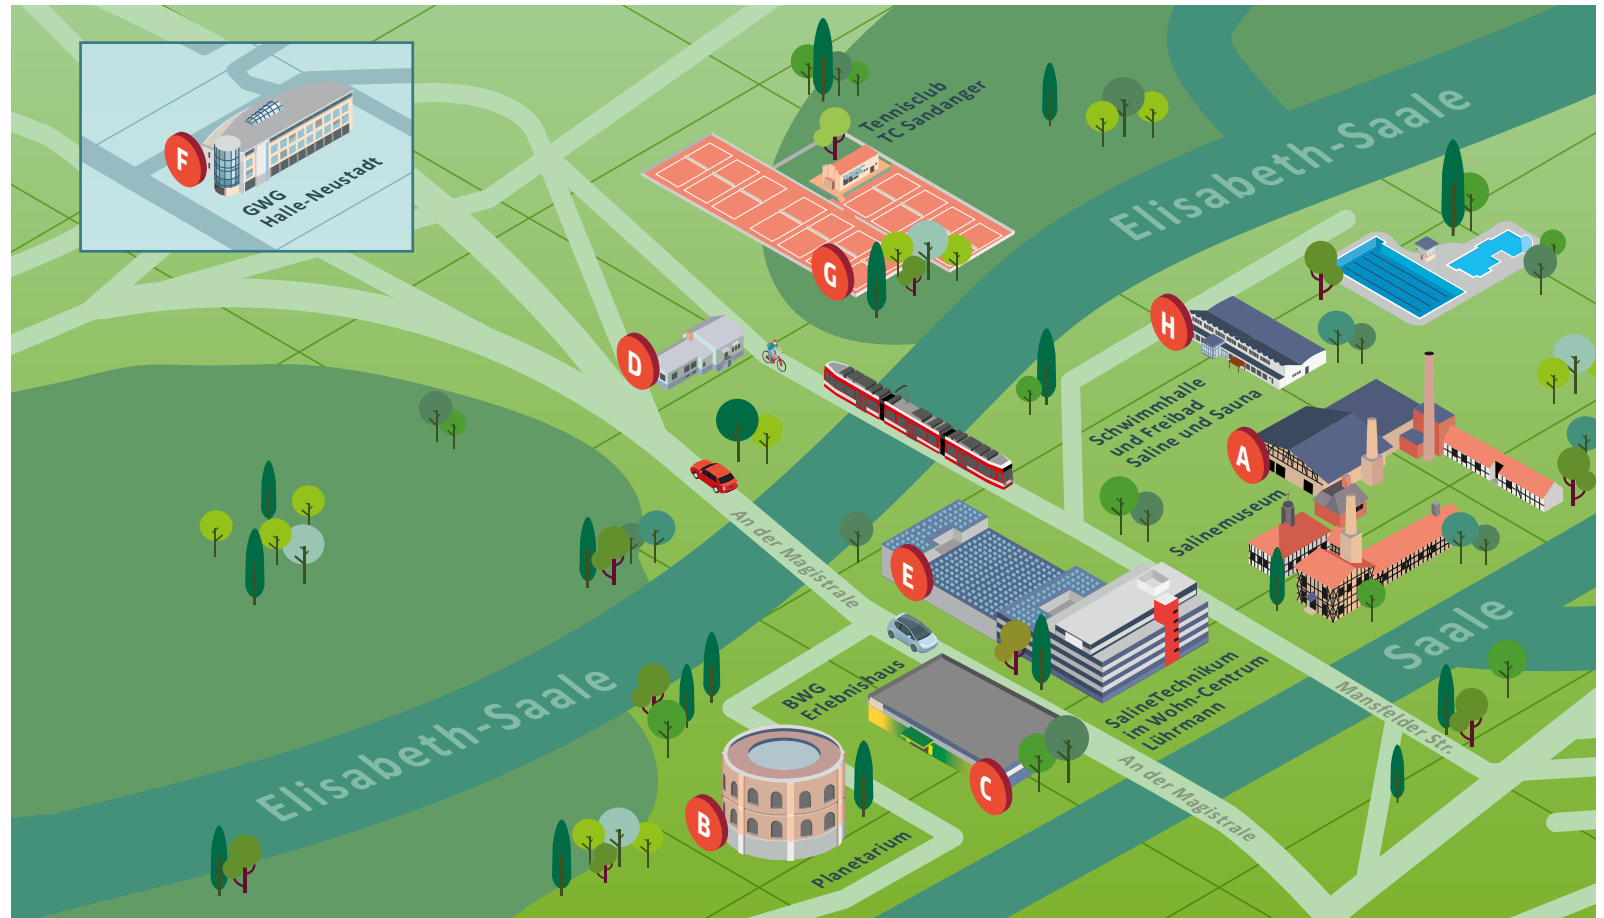 F
GWG
Halle-Neustadt
Tennisclub
TC Sandanger
G
Elisabeth-Saale
H
Schwimmhalle
und Freibad
Saline und Sauna
D
A
Salinemuseum
An der Magistrale
E
BWG
Erlebnishaus
SalineTechnikum
im Wohn-Centrum
Lührmann
Saale
Mansfelder Str.
Elisabeth-Saale
C
An der Magistrale
B
Planetarium